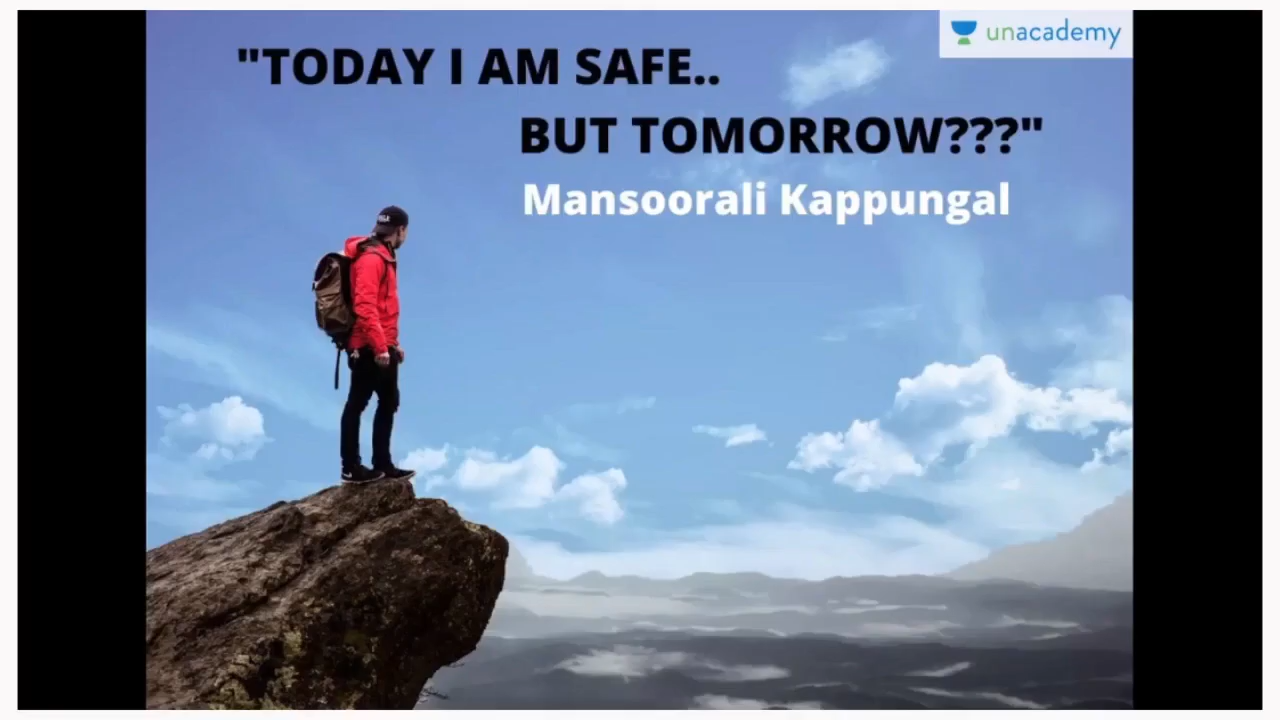 unacademy
"TODAY I AM SAFE..
BUT TOMORROW???"
Mansoorali Kappungal